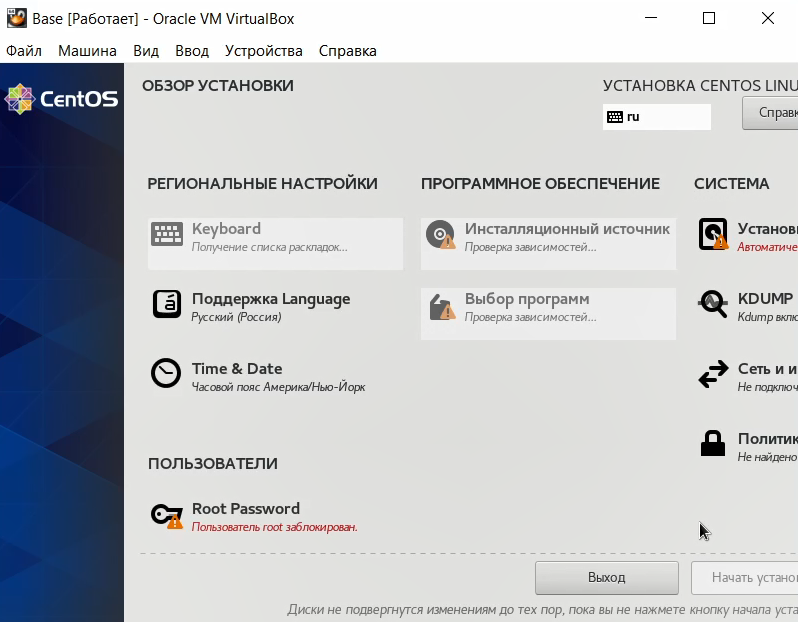 Base [Работает] - Oracle VM VirtualBox
Файл Машина Вид Ввод Устройства Справка
CentOS
ОБЗОР УСТАНОВКИ
УСТАНОВКА CENTOS LINU
ru
Справк
РЕГИОНАЛЬНЫЕ НАСТРОЙКИ
Keyboard
Получение списка раскладок...
Поддержка Language
Русский (Россия)
Time & Date
Часовой пояс Америка/Нью-Йорк
ПРОГРАММНОЕ ОБЕСПЕЧЕНИЕ
Инсталляционный источник
Проверка зависимостей...
Выбор программ
Проверка зависимостей...
СИСТЕМА
Установ
Автоматиче
KDUMP
Kdump вклю
Сеть и и
Не подключ
Политик
Не найдено
ПОЛЬЗОВАТЕЛИ
Root Password
Пользователь root заблокирован.
Выход
Начать установ
Диски не подвергнутся изменениям до тех пор, пока вы не нажмете кнопку начала уста